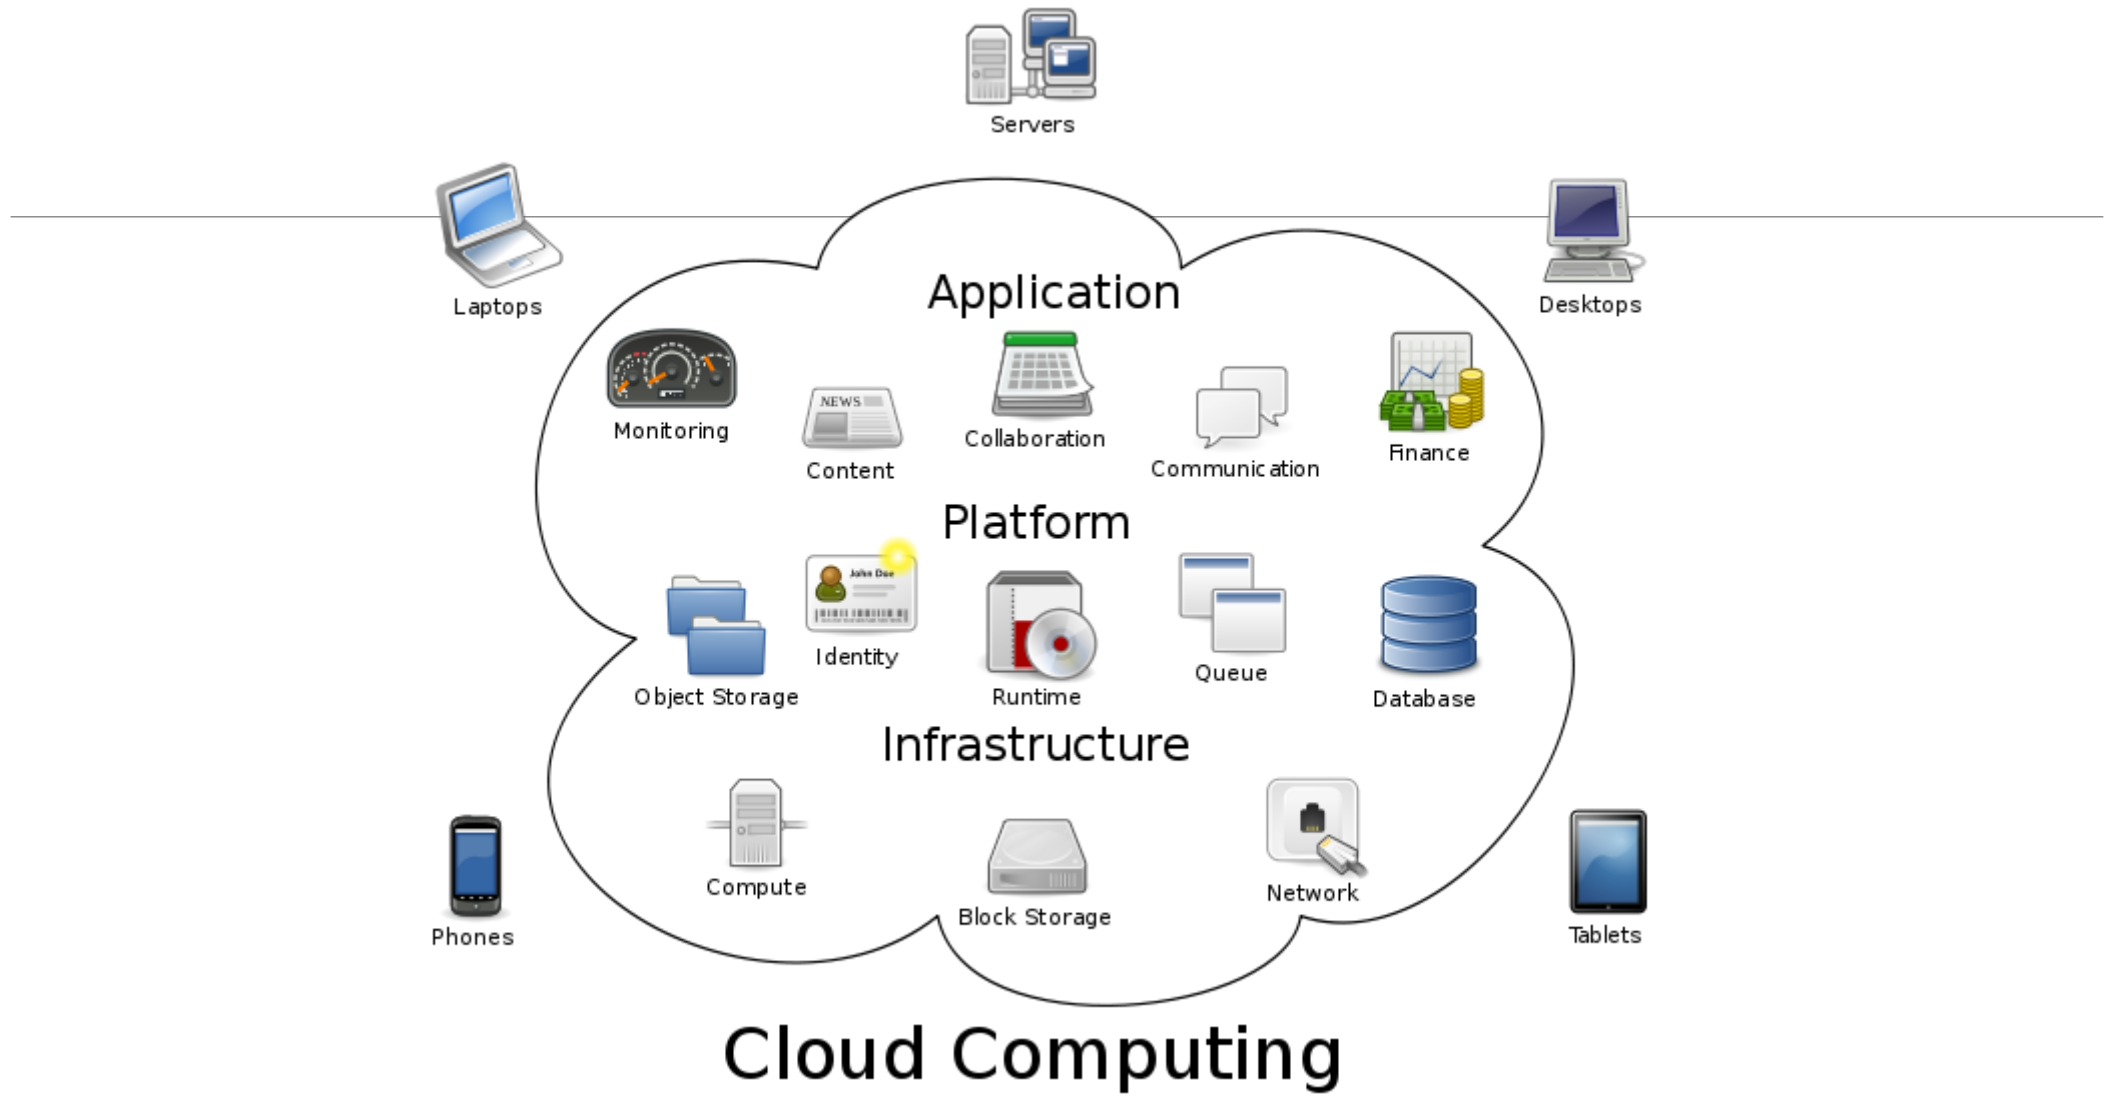 Servers
Laptops
Desktops
Application
Monitoring
NEWS
Content
Collaboration
Communication
Finance
Platform
Object Storage
John Doe
Identity
Runtime
Queue
Database
Infrastructure
Compute
Block Storage
Network
Phones
Tablets
Cloud Computing